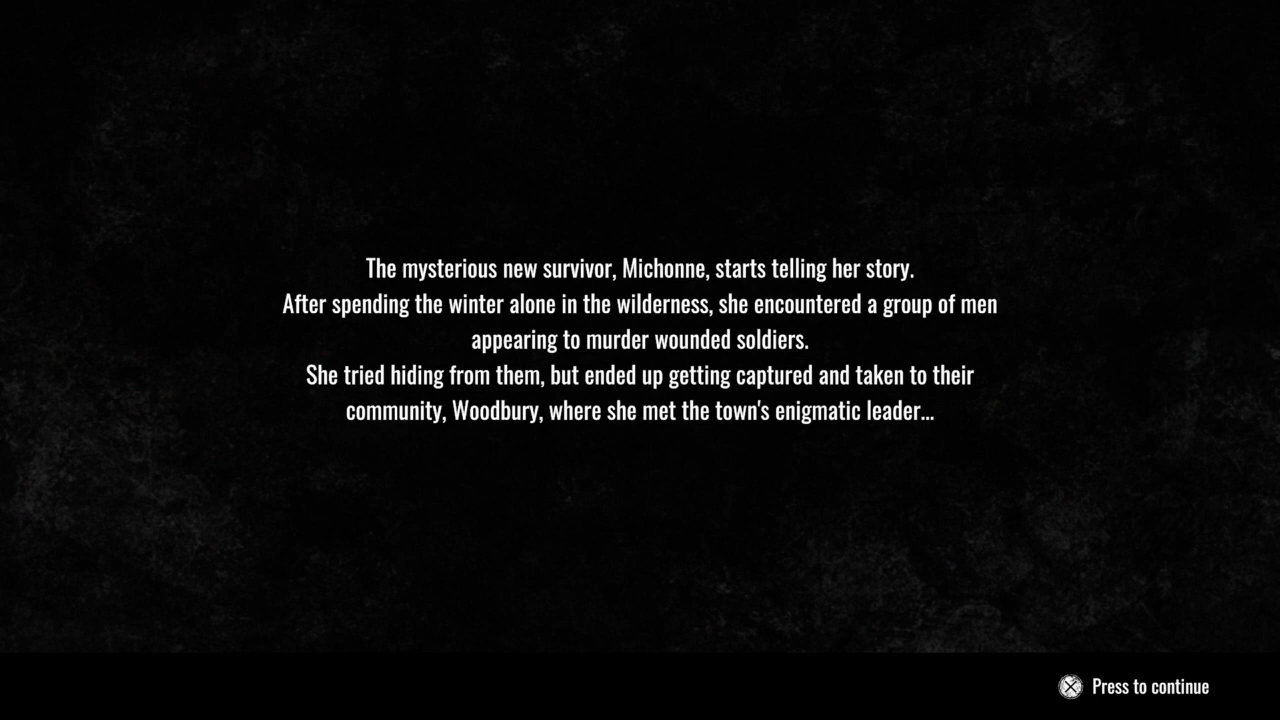 The mysterious new survivor, Michonne, starts telling her story.
After spending the winter alone in the wilderness, she encountered a group of men
appearing to murder wounded soldiers.
She tried hiding from them, but ended up getting captured and taken to their
community, Woodbury, where she met the town's enigmatic leader...
Press to continue